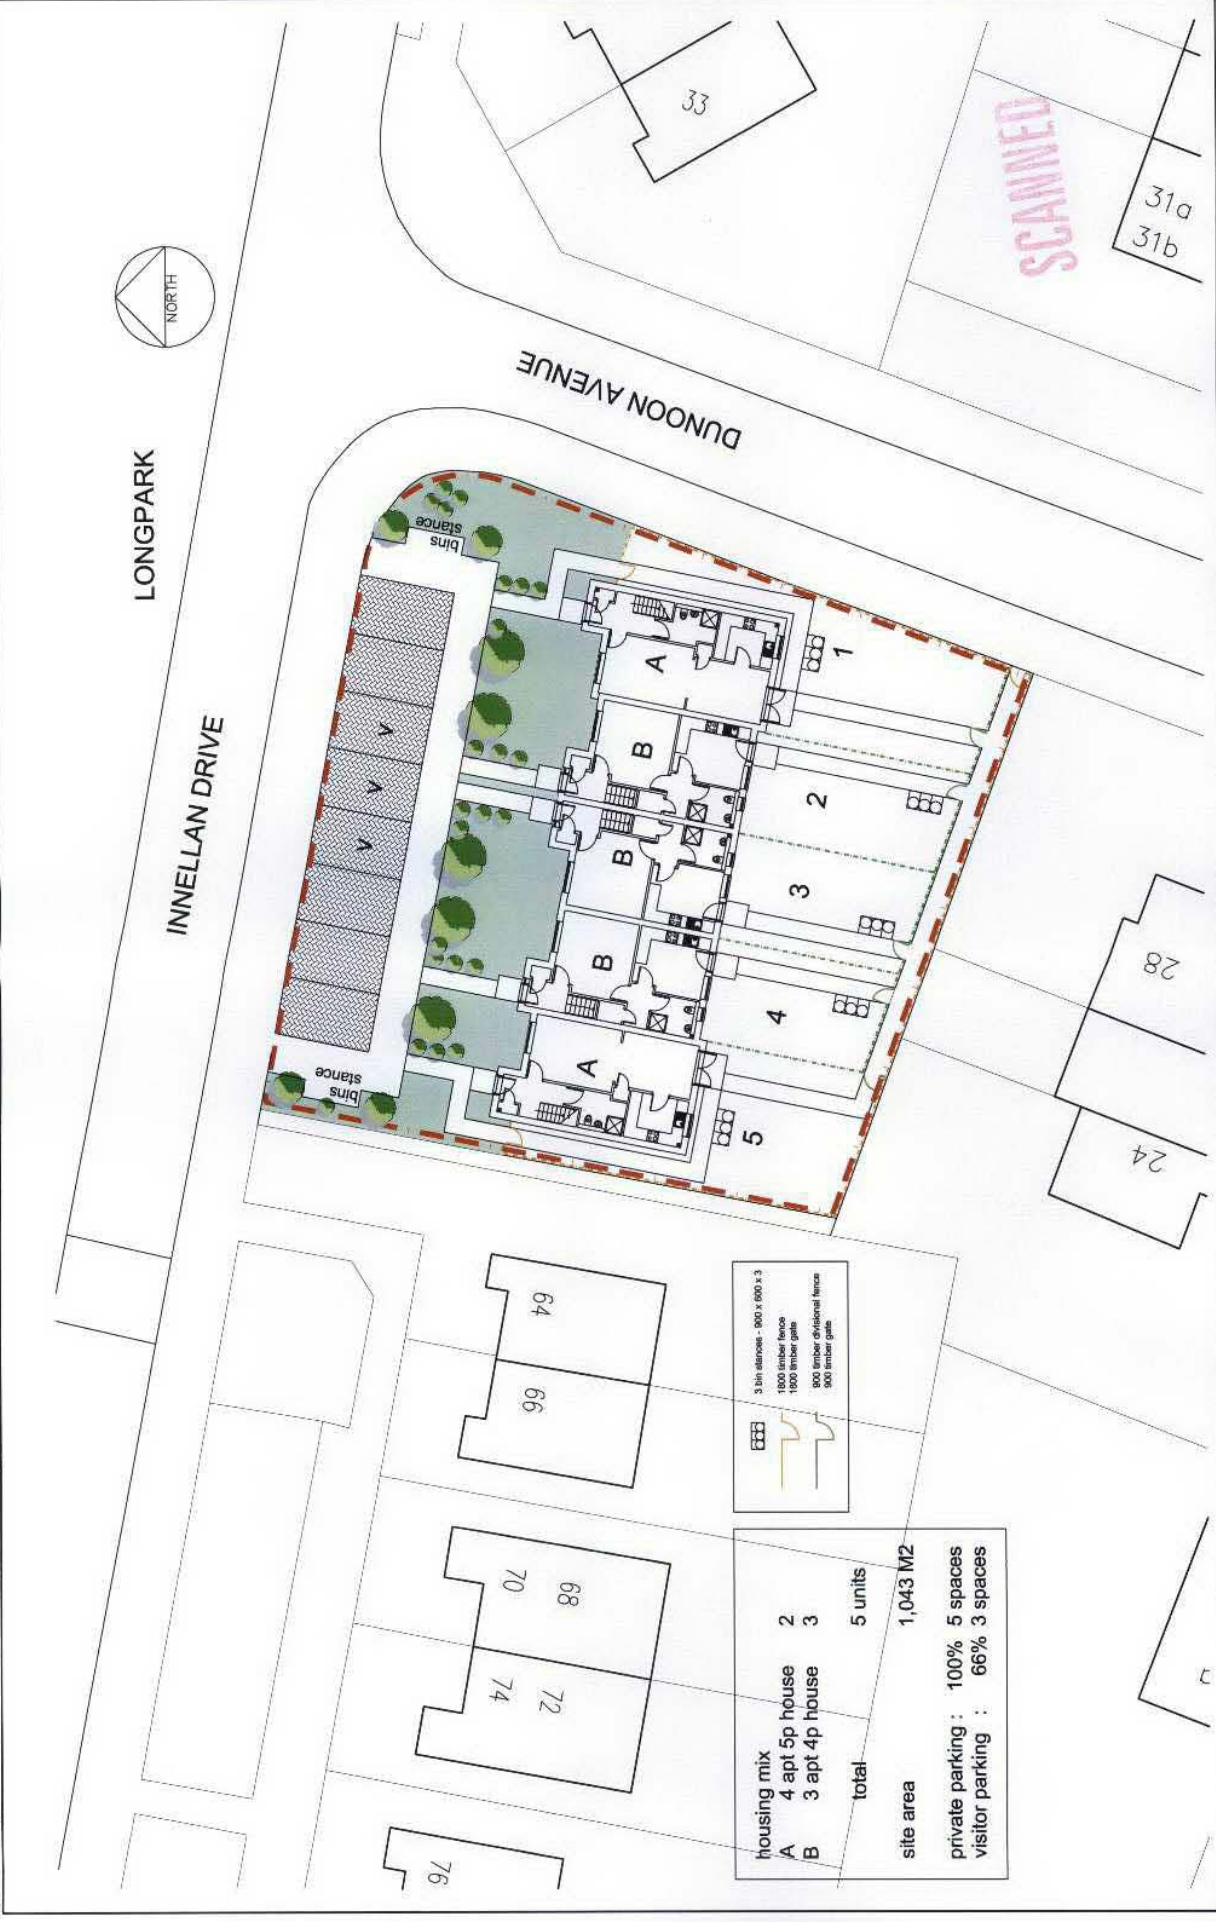 LONGPARK
NORTH
INNELLAN DRIVE
DUNOON AVENUE
SCANNED
33
31a
31b
28
24
64
66
70
68
74
72
76
bins
stance
bins
stance
V
V
V
A
B
B
B
A
1
2
3
4
5
3 bin stances - 900 x 600 x 3
1800 timber fence
1800 timber gate
900 timber divisional fence
900 timber gate
housing mix
A 4 apt 5p house 2
B 3 apt 4p house 3
total 5 units
site area 1,043 M2
private parking : 100% 5 spaces
visitor parking : 66% 3 spaces